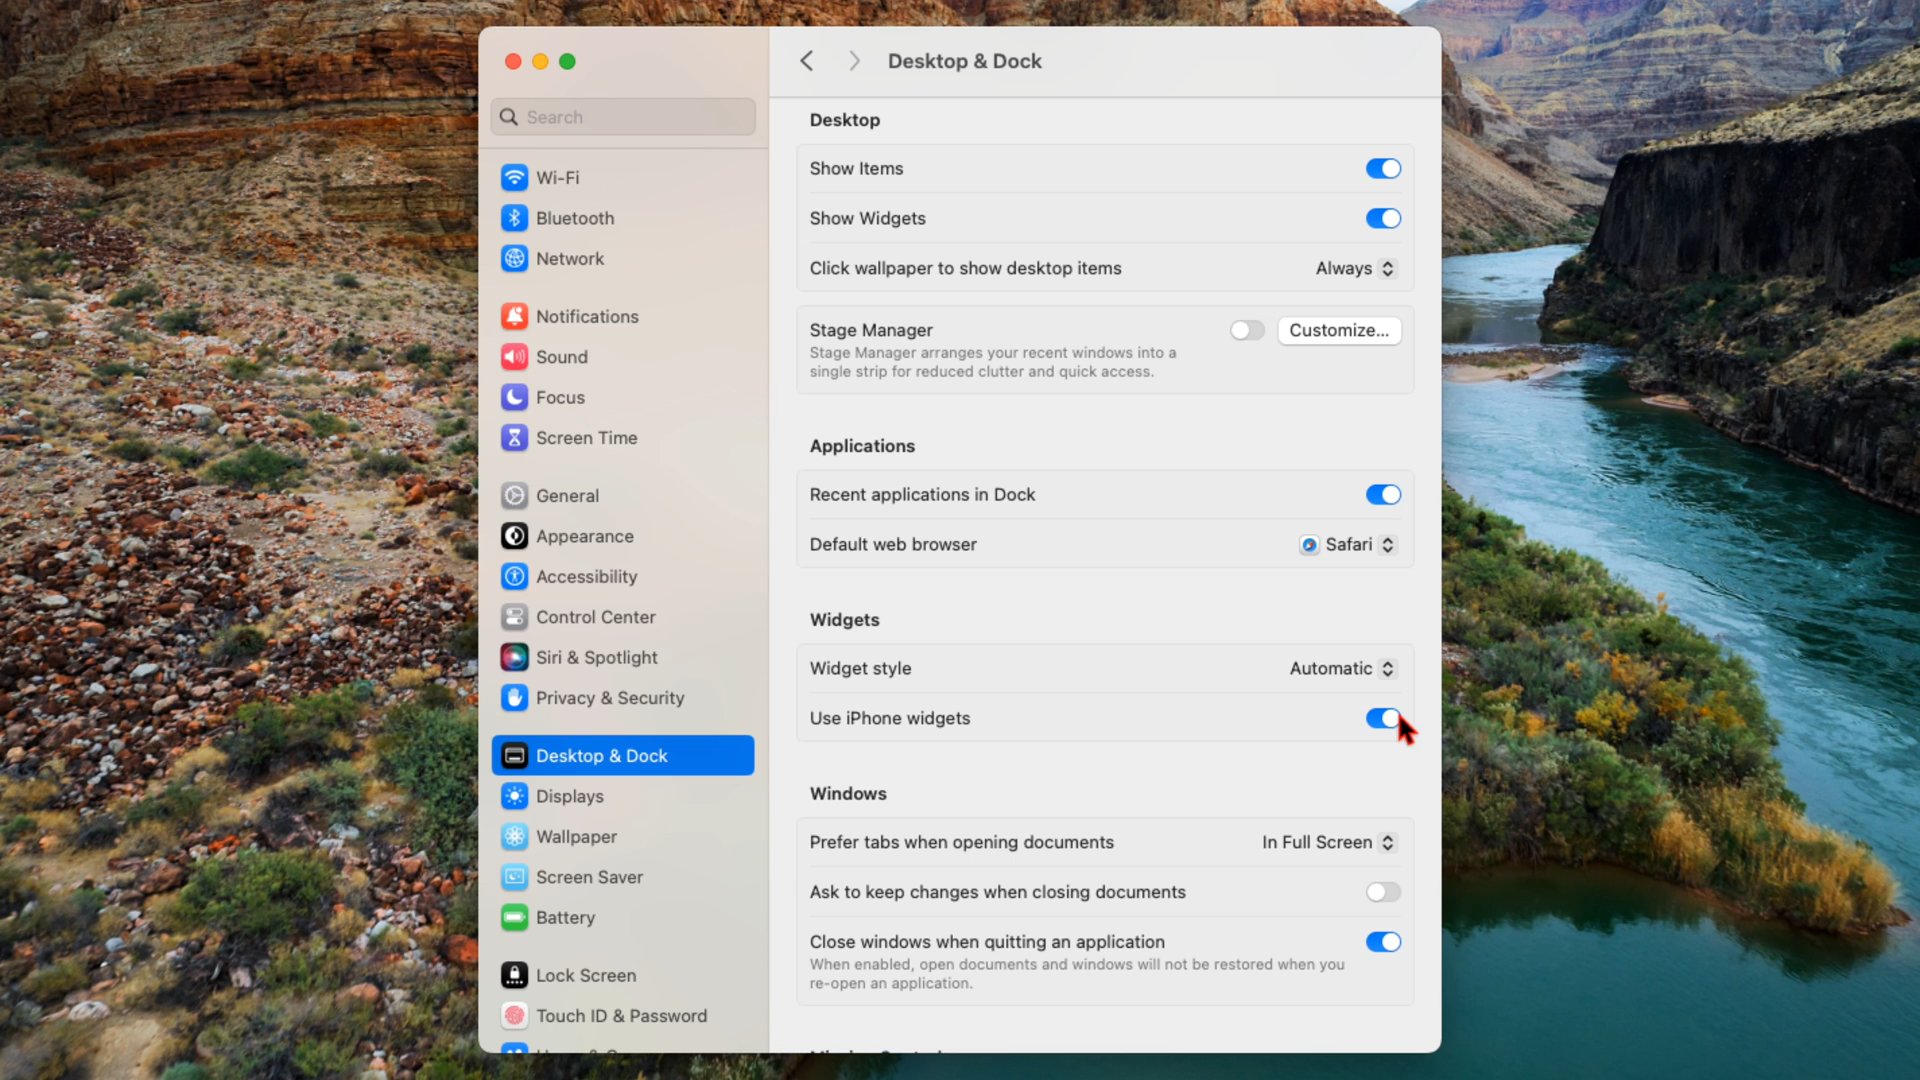 Desktop & Dock
Search
Wi-Fi
Bluetooth
Network
Notifications
Sound
Focus
Screen Time
General
Appearance
Accessibility
Control Center
Siri & Spotlight
Privacy & Security
Desktop & Dock
Displays
Wallpaper
Screen Saver
Battery
Lock Screen
Touch ID & Password
Desktop
Show Items
Show Widgets
Click wallpaper to show desktop items Always
Stage Manager Customize...
Stage Manager arranges your recent windows into a
single strip for reduced clutter and quick access.
Applications
Recent applications in Dock
Default web browser Safari
Widgets
Widget style Automatic
Use iPhone widgets
Windows
Prefer tabs when opening documents In Full Screen
Ask to keep changes when closing documents
Close windows when quitting an application
When enabled, open documents and windows will not be restored when you
re-open an application.